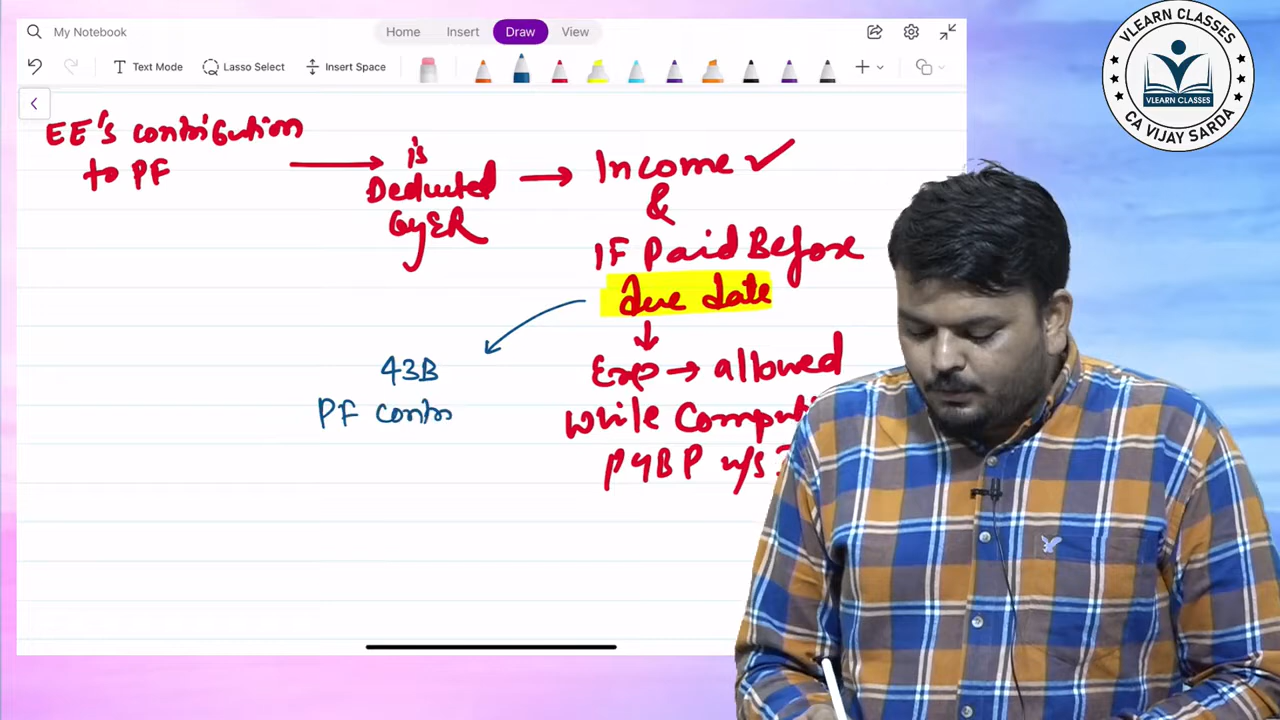 My Notebook
Home Insert Draw View
Text Mode Lasso Select Insert Space
EE's contribution
to PF
is
Deducted
by ER
Income ✓
&
IF Paid Before
due date
Exp → allowed
While Comput
PGBP u/s
43B
PF contri
VLEARN CLASSES
VLEARN CLASSES
CA VIJAY SARDA